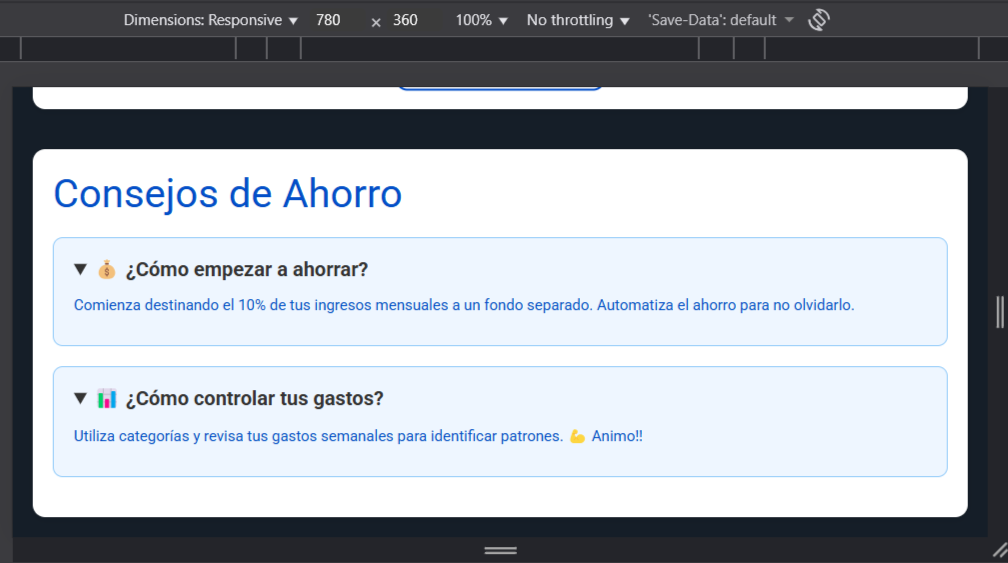 Dimensions: Responsive ▼ 780 × 360 100% ▼ No throttling ▼ 'Save-Data': default ▼
Consejos de Ahorro
▼ 💰 ¿Cómo empezar a ahorrar?
Comienza destinando el 10% de tus ingresos mensuales a un fondo separado. Automatiza el ahorro para no olvidarlo.
▼ 📊 ¿Cómo controlar tus gastos?
Utiliza categorías y revisa tus gastos semanales para identificar patrones. 💪 Animo!!